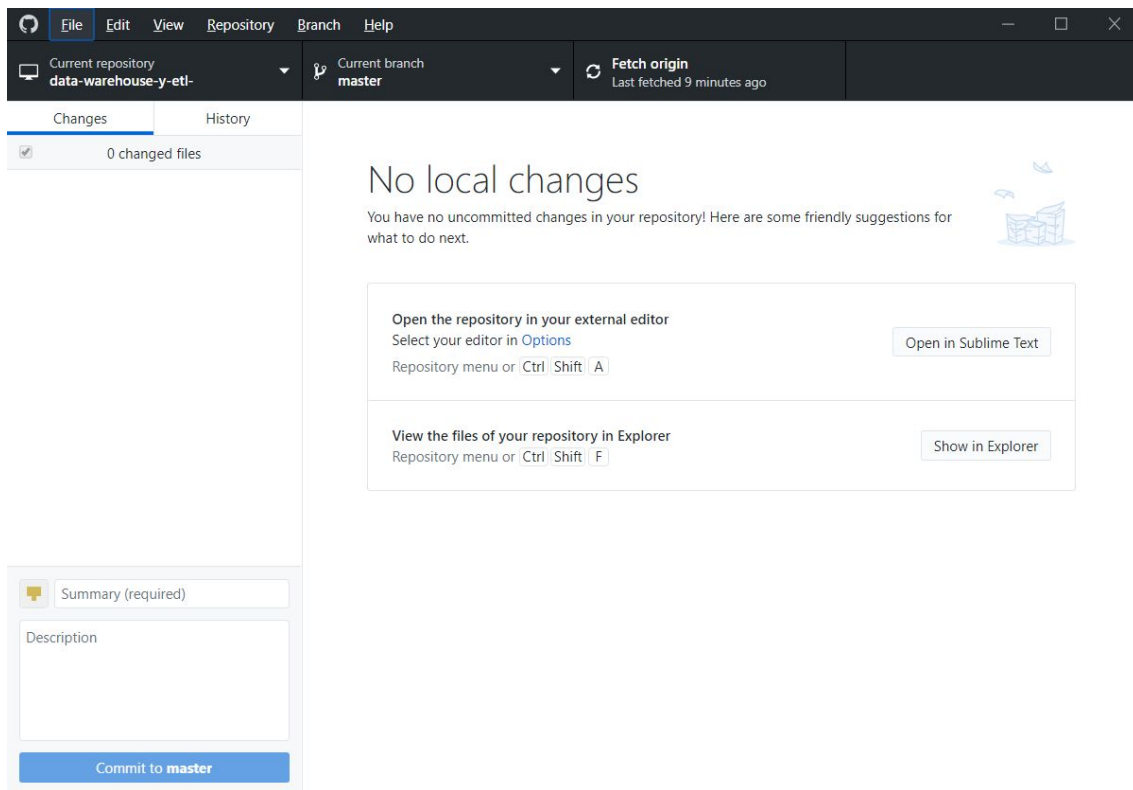 File Edit View Repository Branch Help
Current repository
data-warehouse-y-etl-
Current branch
master
Fetch origin
Last fetched 9 minutes ago
Changes History
0 changed files
No local changes
You have no uncommitted changes in your repository! Here are some friendly suggestions for
what to do next.
Open the repository in your external editor
Select your editor in Options
Repository menu or Ctrl Shift A
Open in Sublime Text
View the files of your repository in Explorer
Repository menu or Ctrl Shift F
Show in Explorer
Summary (required)
Description
Commit to master